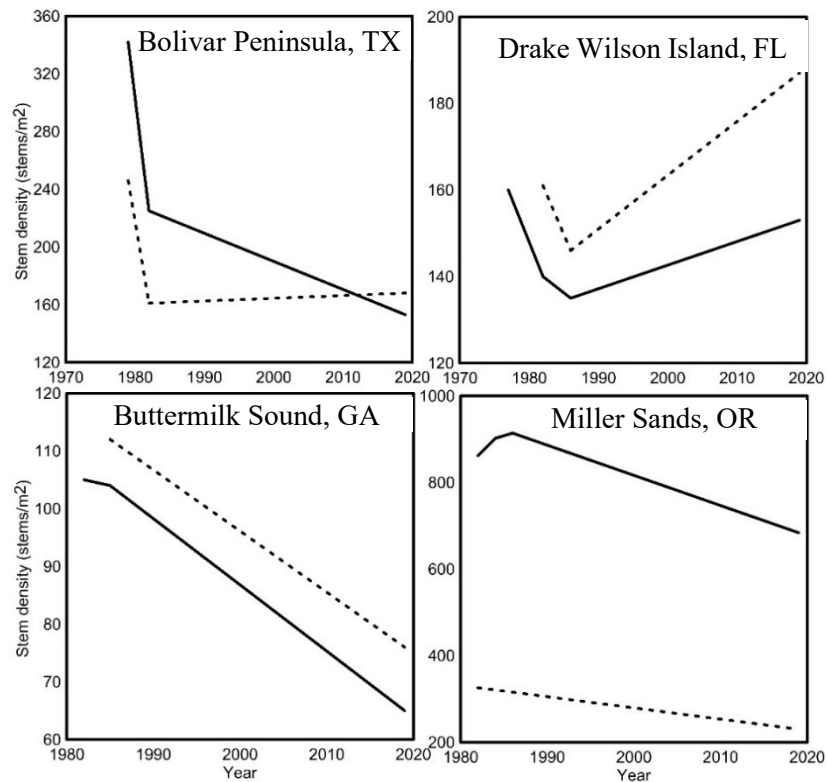 Bolivar Peninsula, TX
Stem density (stems/m2)
360
320
280
240
200
160
120
1970 1980 1990 2000 2010 2020
Drake Wilson Island, FL
200
180
160
140
120
1970 1980 1990 2000 2010 2020
Buttermilk Sound, GA
Stem density (stems/m2)
120
110
100
90
80
70
60
1980 1990 2000 2010 2020
Year
Miller Sands, OR
1000
800
600
400
200
1980 1990 2000 2010 2020
Year